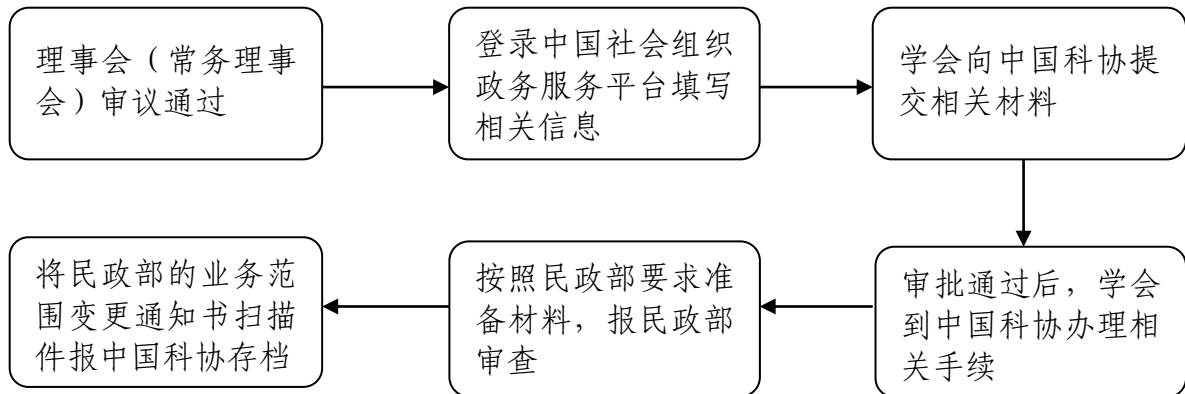 理事会（常务理事
会）审议通过
登录中国社会组织
政务服务平台填写
相关信息
学会向中国科协提
交相关材料
审批通过后，学会
到中国科协办理相
关手续
按照民政部要求准
备材料，报民政部
审查
将民政部的业务范
围变更通知书扫描
件报中国科协存档